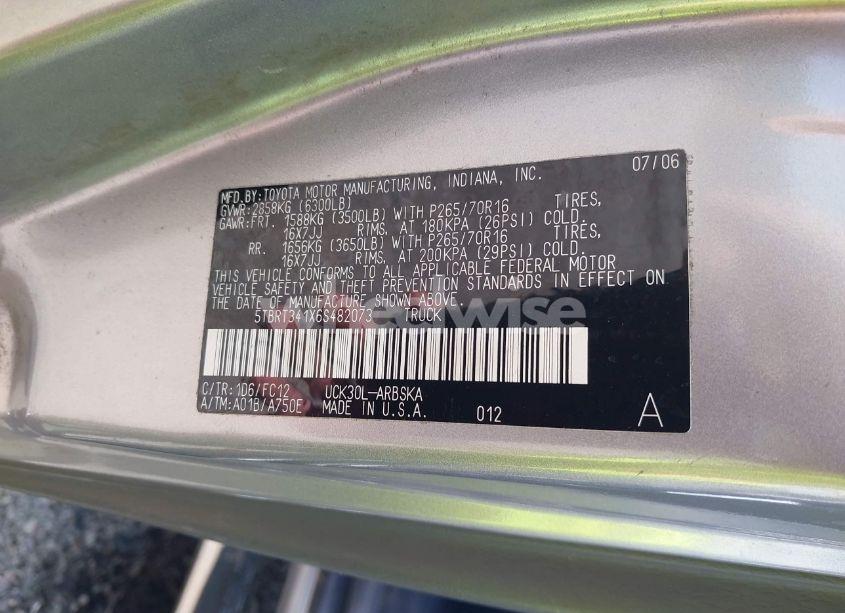 07/06
MFD.BY:TOYOTA MOTOR MANUFACTURING, INDIANA, INC.
GVWR:2858KG (6300LB)
GAWR:FRT. 1588KG (3500LB) WITH P265/70R16 TIRES,
16X7JJ RIMS, AT 180KPA (26PSI) COLD.
RR. 1656KG (3650LB) WITH P265/70R16 TIRES,
16X7JJ RIMS, AT 200KPA (29PSI) COLD.
THIS VEHICLE CONFORMS TO ALL APPLICABLE FEDERAL MOTOR
VEHICLE SAFETY AND THEFT PREVENTION STANDARDS IN EFFECT ON
THE DATE OF MANUFACTURE SHOWN ABOVE.
5TBRT341X6S482073 TRUCK
C/TR:1D6/FC12 UCK30L-ARBSKA
A/TM:A01B/A750E MADE IN U.S.A. 012
A